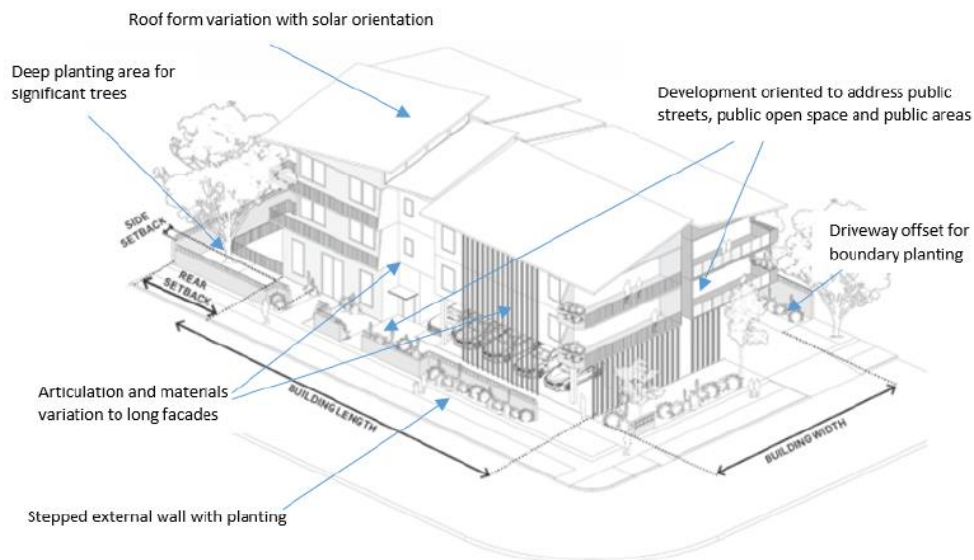 Roof form variation with solar orientation
Deep planting area for
significant trees
Development oriented to address public
streets, public open space and public areas
SIDE
SETBACK
Driveway offset for
boundary planting
REAR
SETBACK
Articulation and materials
variation to long facades
BUILDING LENGTH
BUILDING WIDTH
Stepped external wall with planting